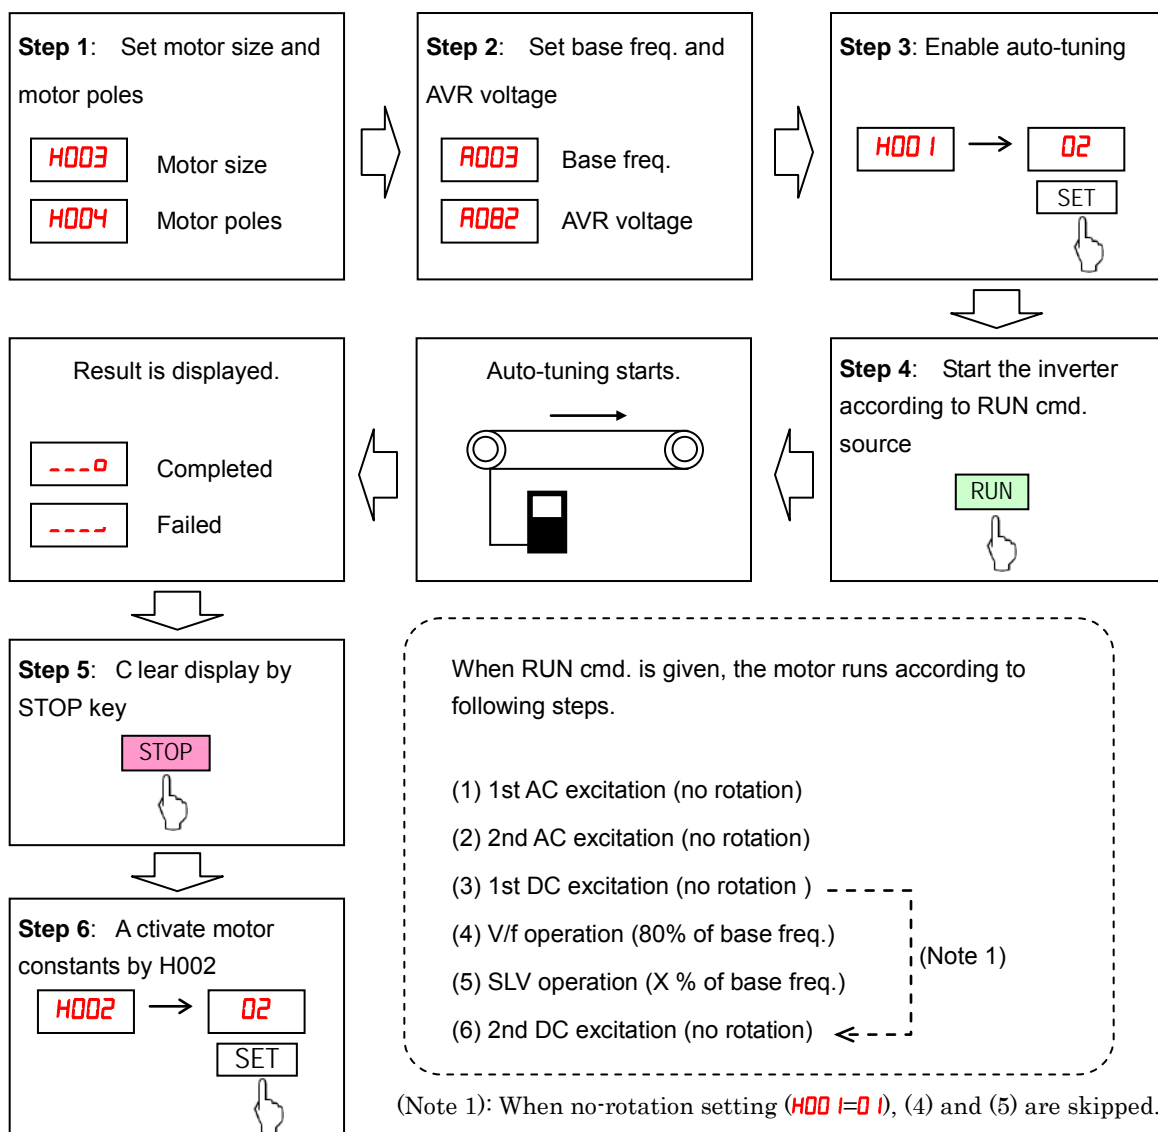 Step 1: Set motor size and
motor poles
H003 Motor size
H004 Motor poles
Step 2: Set base freq. and
AVR voltage
A003 Base freq.
A082 AVR voltage
Step 3: Enable auto-tuning
H001 → 02
SET
Step 4: Start the inverter
according to RUN cmd.
source
RUN
Auto-tuning starts.
Result is displayed.
Completed
Failed
Step 5: C lear display by
STOP key
STOP
Step 6: A ctivate motor
constants by H002
H002 → 02
SET
When RUN cmd. is given, the motor runs according to
following steps.
(1) 1st AC excitation (no rotation)
(2) 2nd AC excitation (no rotation)
(3) 1st DC excitation (no rotation )
(4) V/f operation (80% of base freq.)
(5) SLV operation (X % of base freq.)
(6) 2nd DC excitation (no rotation)
(Note 1)
(Note 1): When no-rotation setting (H001=01), (4) and (5) are skipped.